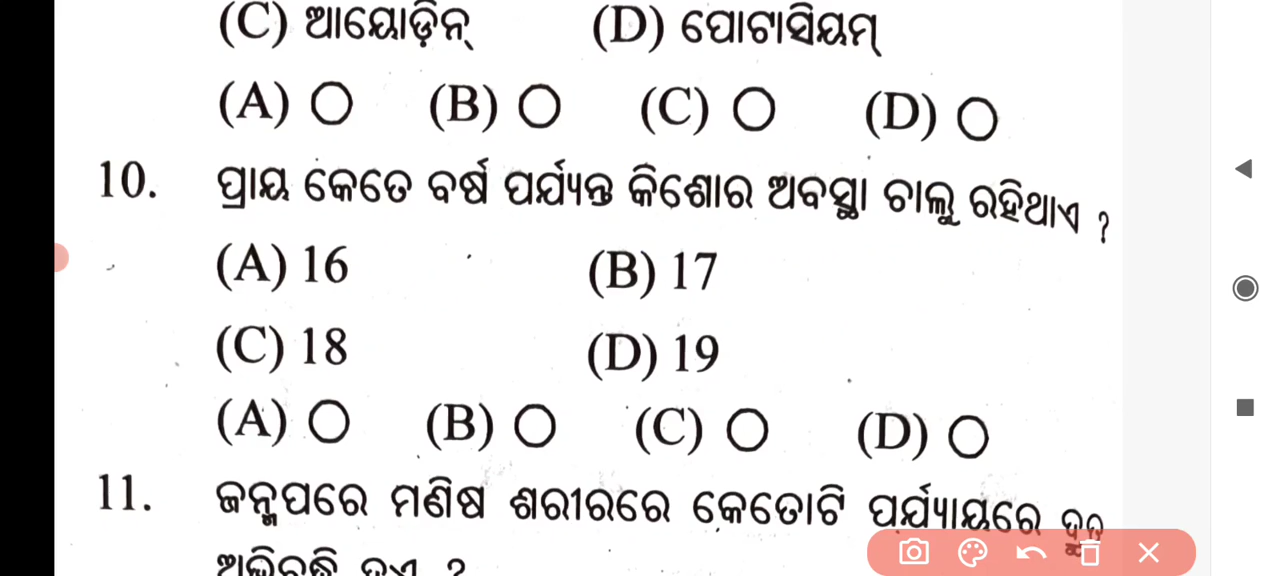 (C) ଆୟୋଡ଼ିନ୍ (D) ପୋଟାସିୟମ୍
(A) (B) (C) (D)
10. ପ୍ରାୟ କେତେ ବର୍ଷ ପର୍ଯ୍ୟନ୍ତ କିଶୋର ଅବସ୍ଥା ଚାଲୁ ରହିଥାଏ ?
(A) 16 (B) 17
(C) 18 (D) 19
(A) (B) (C) (D)
11. ଜନ୍ମପରେ ମଣିଷ ଶରୀରରେ କେତୋଟି ପର୍ଯ୍ୟାୟରେ ଦ୍ରୁତ
ଅଭିବୃଦ୍ଧି ହୁଏ ?